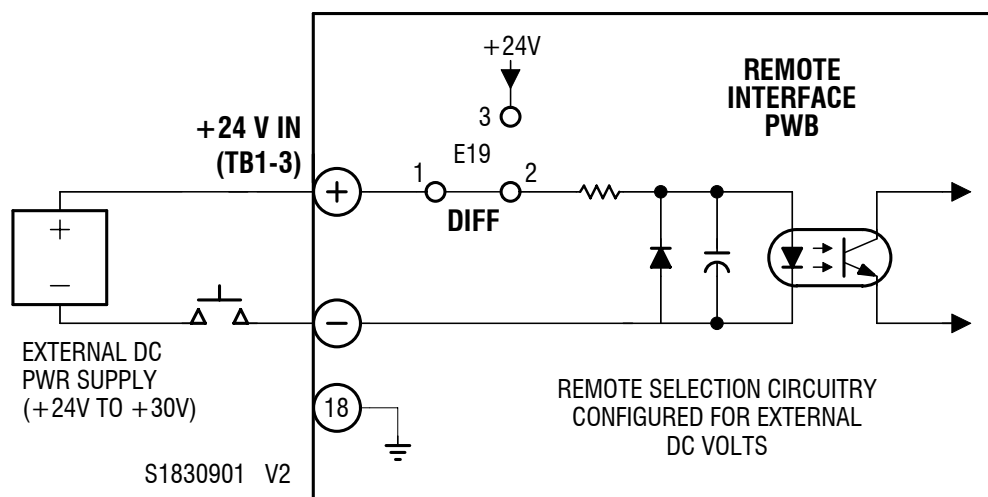 +24V
REMOTE
INTERFACE
PWB
3
+24 V IN
(TB1-3)
E19
1
2
DIFF
+
–
+
–
EXTERNAL DC
PWR SUPPLY
(+24V TO +30V)
18
REMOTE SELECTION CIRCUITRY
CONFIGURED FOR EXTERNAL
DC VOLTS
S1830901 V2